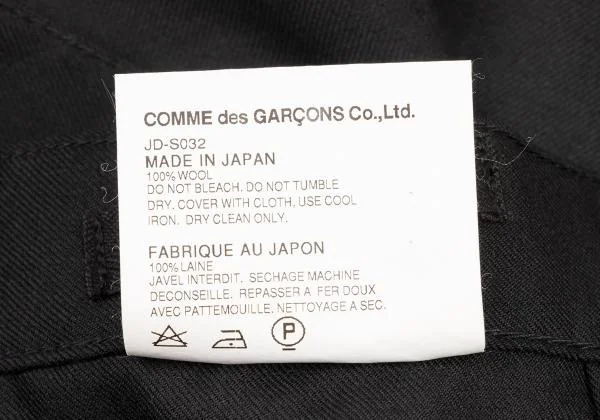 COMME des GARÇONS Co.,Ltd.
JD-S032
MADE IN JAPAN
100% WOOL
DO NOT BLEACH. DO NOT TUMBLE
DRY. COVER WITH CLOTH, USE COOL
IRON. DRY CLEAN ONLY.
FABRIQUE AU JAPON
100% LAINE
JAVEL INTERDIT. SECHAGE MACHINE
DECONSEILLE. REPASSER A FER DOUX
AVEC PATTEMOUILLE. NETTOYAGE A SEC.
P